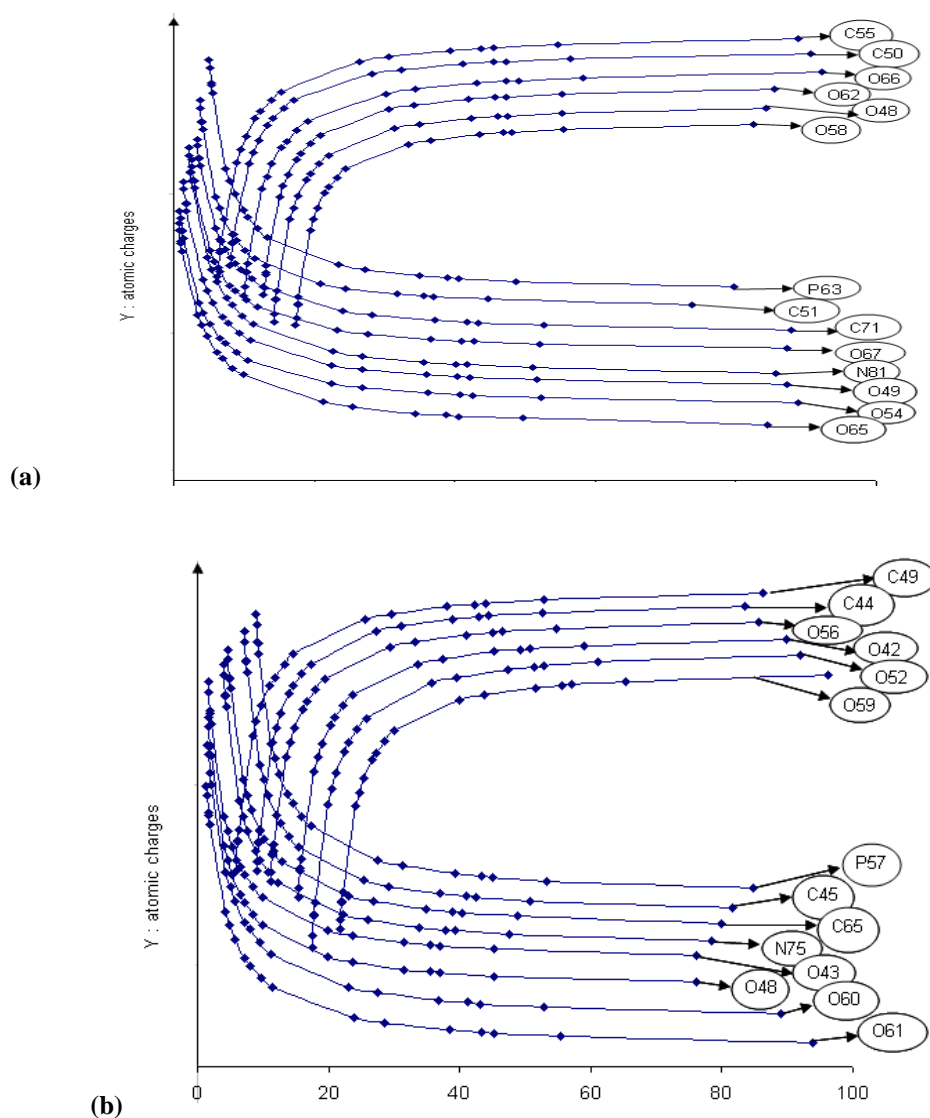 C55
C50
O66
O62
O48
O58
Y : atomic charges
P63
C51
C71
O67
N81
O49
O54
O65
(a)
C49
C44
O56
O42
O52
O59
Y : atomic charges
P57
C45
C65
N75
O43
O48
O60
O61
0 20 40 60 80 100
(b)